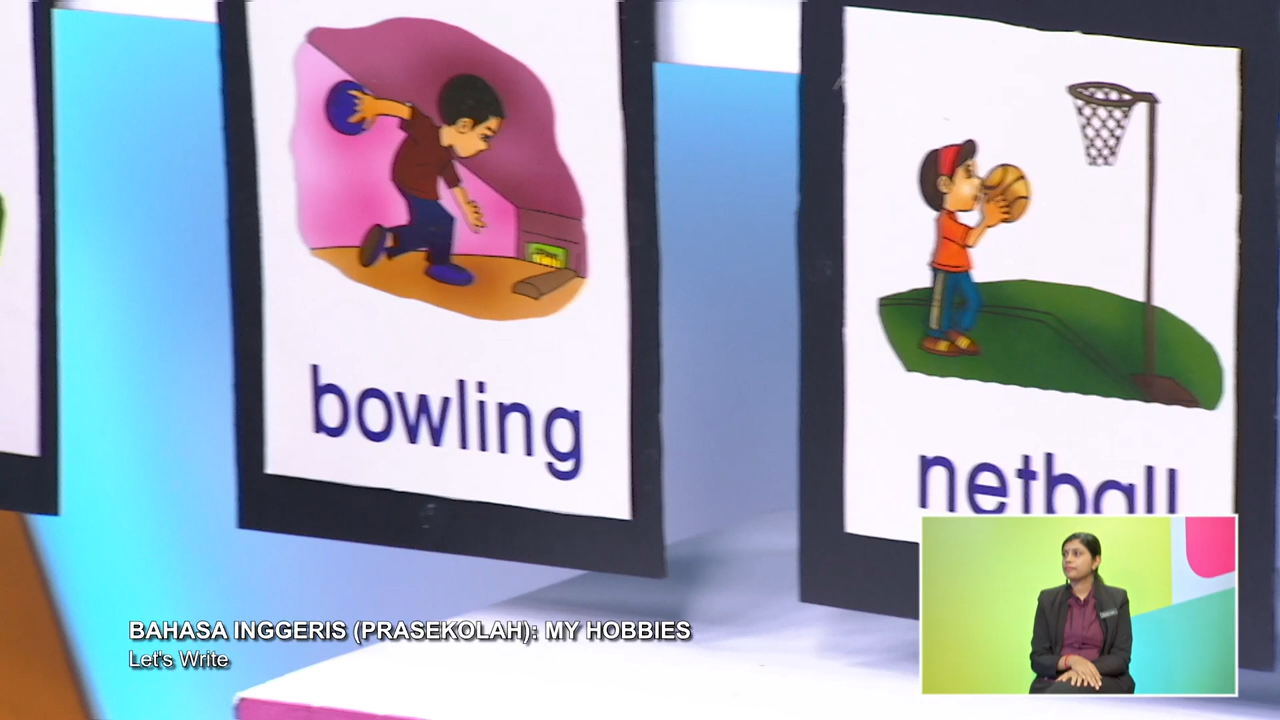 bowling
netball
BAHASA INGGERIS (PRASEKOLAH): MY HOBBIES
Let's Write